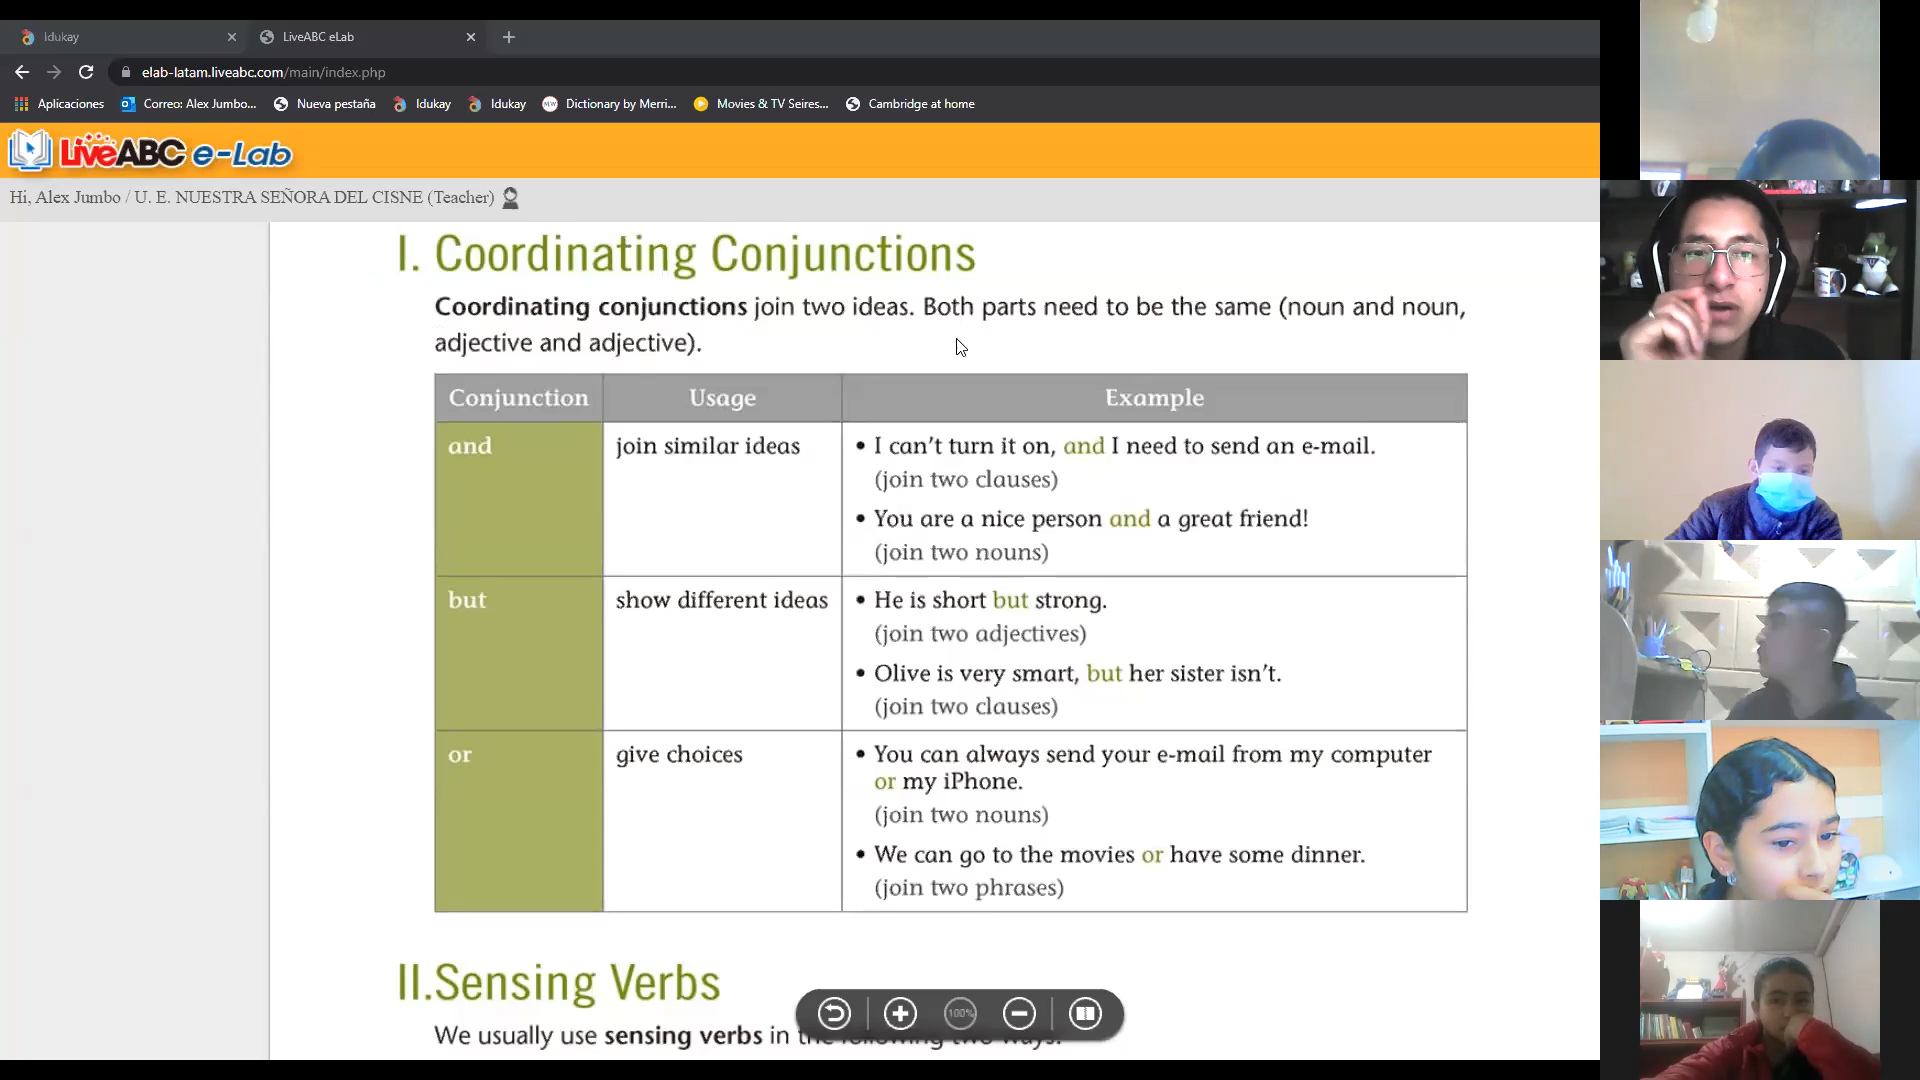 Idukay
LiveABC eLab
elab-latam.liveabc.com/main/index.php
Aplicaciones
Correo: Alex Jumbo...
Nueva pestaña
Idukay
Idukay
Dictionary by Merri...
Movies & TV Seires...
Cambridge at home
LiveABC e-Lab
Hi, Alex Jumbo / U. E. NUESTRA SEÑORA DEL CISNE (Teacher)
I. Coordinating Conjunctions
Coordinating conjunctions join two ideas. Both parts need to be the same (noun and noun,
adjective and adjective).
Conjunction Usage Example
and join similar ideas • I can't turn it on, and I need to send an e-mail.
(join two clauses)
• You are a nice person and a great friend!
(join two nouns)
but show different ideas • He is short but strong.
(join two adjectives)
• Olive is very smart, but her sister isn't.
(join two clauses)
or give choices • You can always send your e-mail from my computer
or my iPhone.
(join two nouns)
• We can go to the movies or have some dinner.
(join two phrases)
II.Sensing Verbs
100%
We usually use sensing verbs in the following two ways.